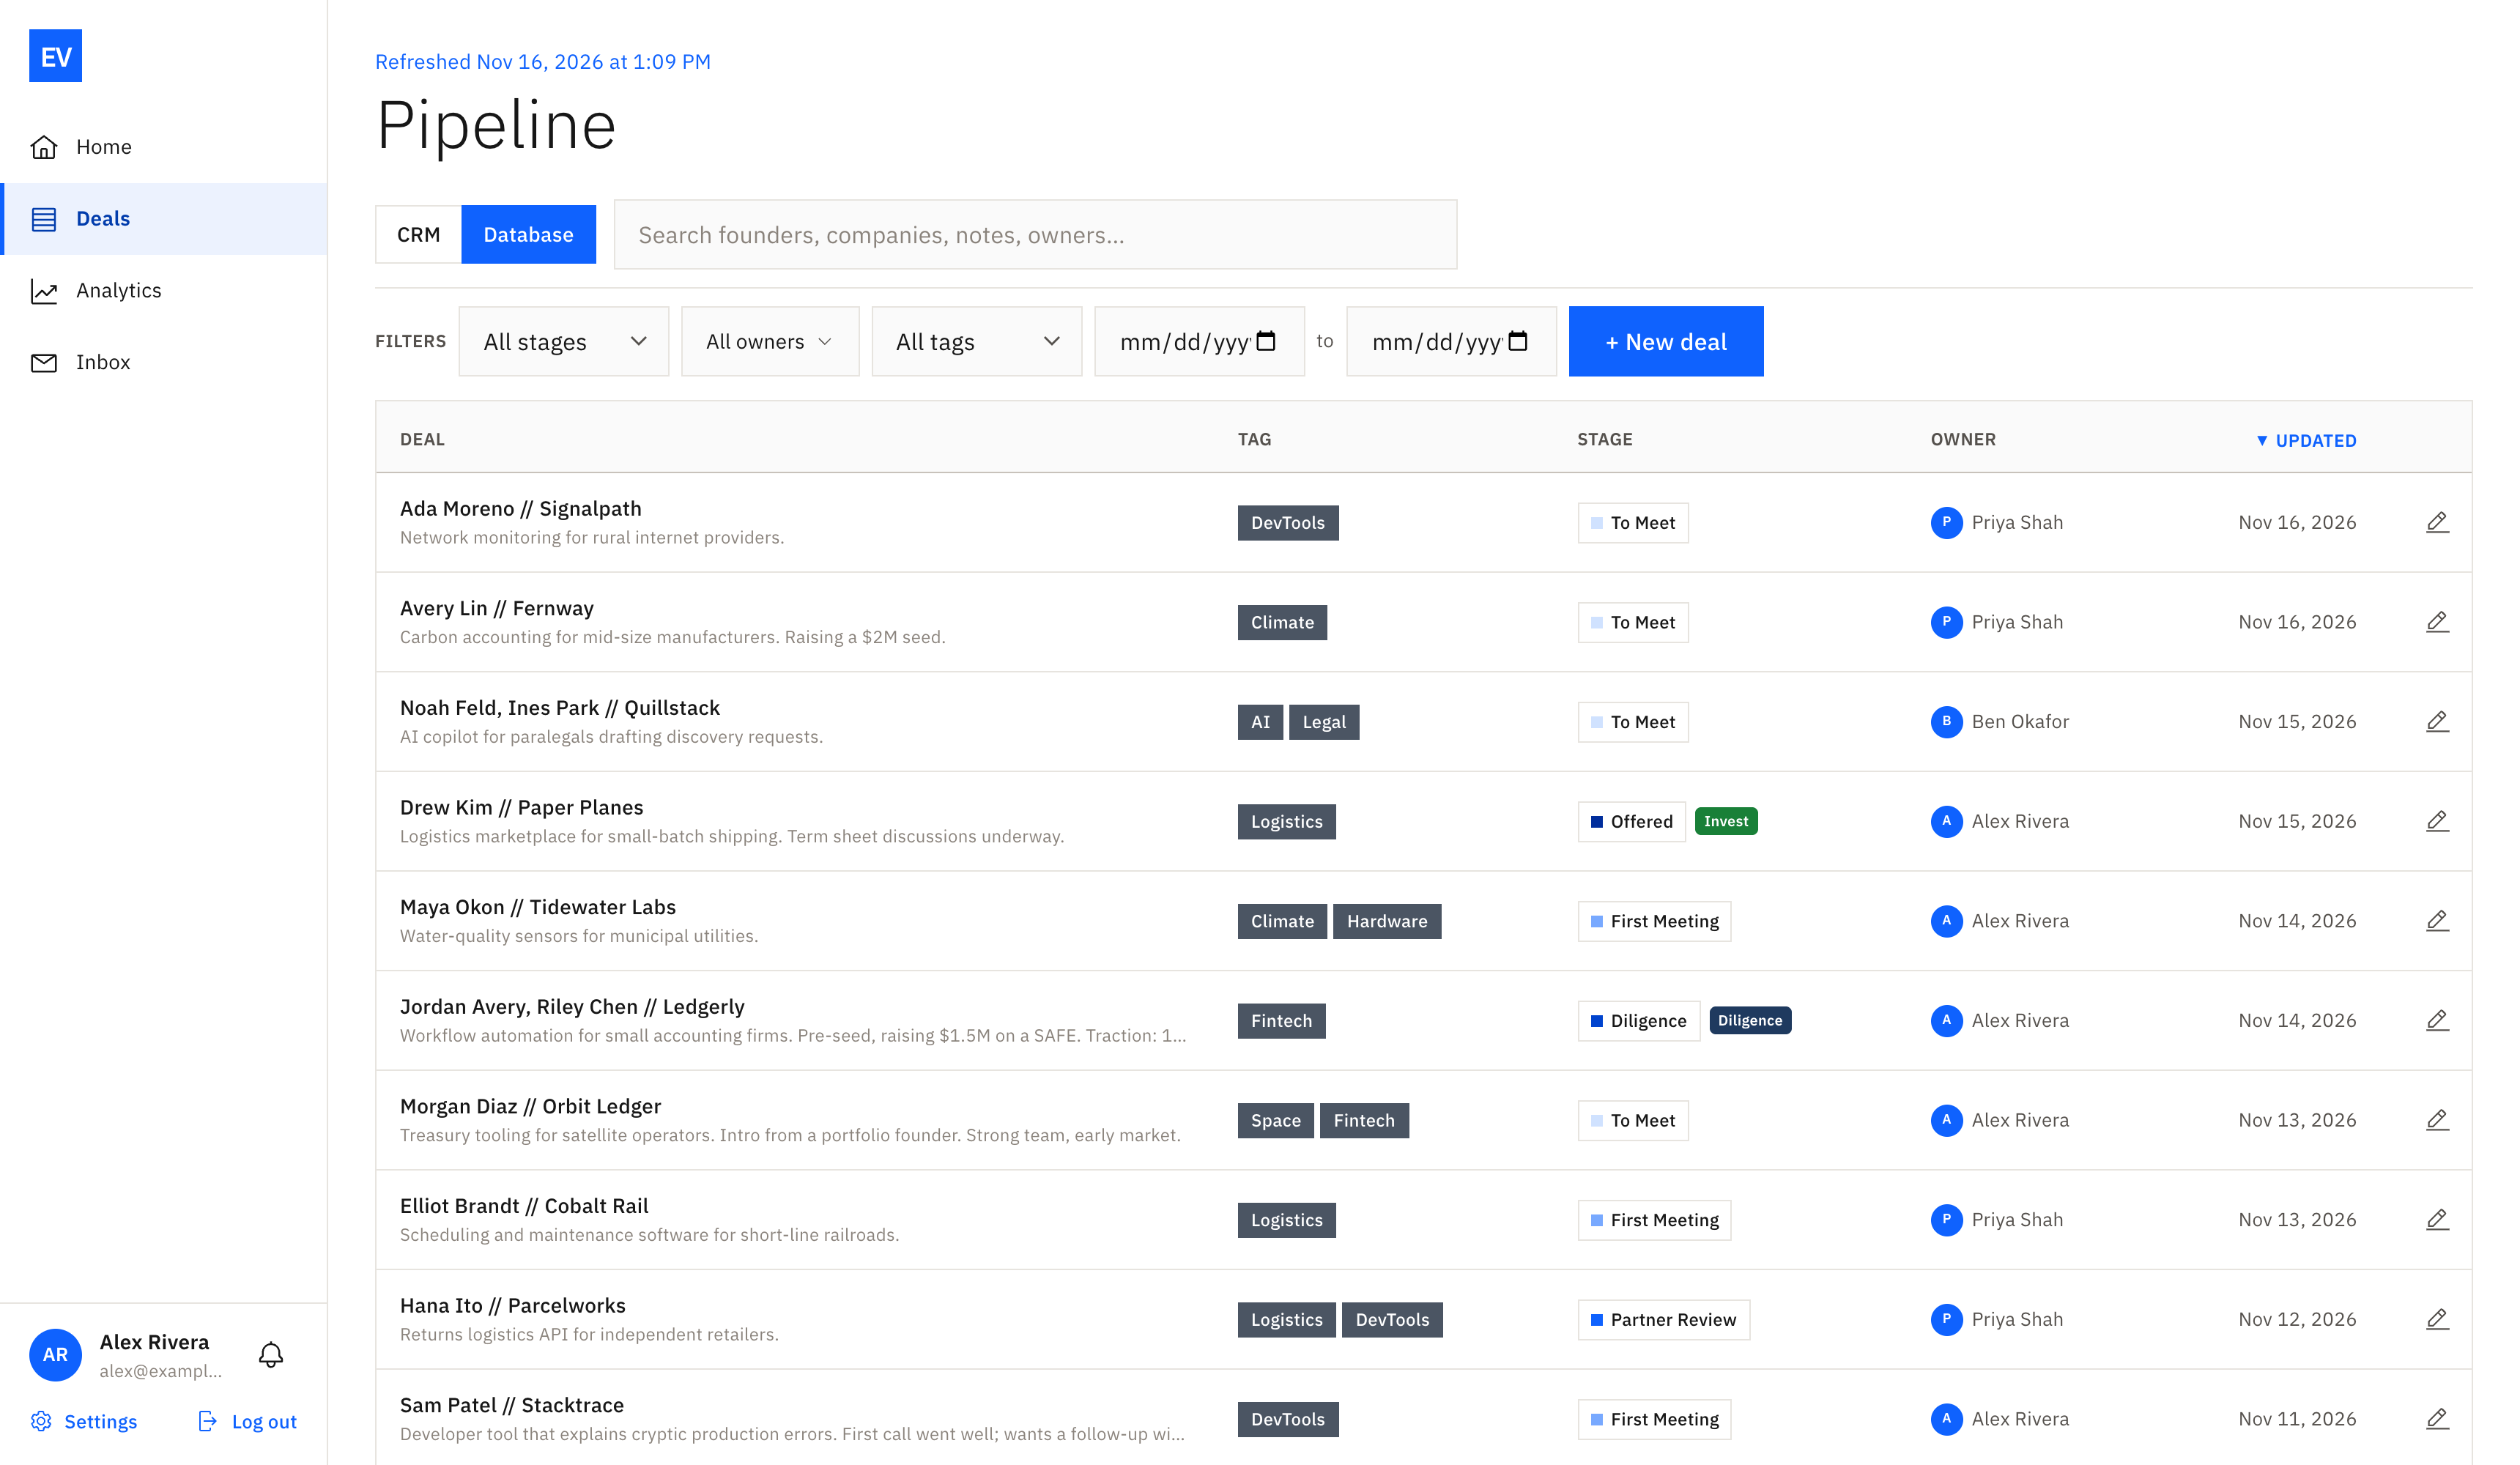 EV
Home
Deals
Analytics
Inbox
Alex Rivera
AR
alex@exampl...
Settings
Log out
Refreshed Nov 16, 2026 at 1:09 PM
Pipeline
CRM Database Search founders, companies, notes, owners...
FILTERS All stages All owners All tags mm/dd/yyy to mm/dd/yyy + New deal
DEAL TAG STAGE OWNER ▼ UPDATED
Ada Moreno // Signalpath
Network monitoring for rural internet providers.
DevTools To Meet P Priya Shah Nov 16, 2026
Avery Lin // Fernway
Carbon accounting for mid-size manufacturers. Raising a $2M seed.
Climate To Meet P Priya Shah Nov 16, 2026
Noah Feld, Ines Park // Quillstack
AI copilot for paralegals drafting discovery requests.
AI Legal To Meet B Ben Okafor Nov 15, 2026
Drew Kim // Paper Planes
Logistics marketplace for small-batch shipping. Term sheet discussions underway.
Logistics Offered Invest A Alex Rivera Nov 15, 2026
Maya Okon // Tidewater Labs
Water-quality sensors for municipal utilities.
Climate Hardware First Meeting A Alex Rivera Nov 14, 2026
Jordan Avery, Riley Chen // Ledgerly
Workflow automation for small accounting firms. Pre-seed, raising $1.5M on a SAFE. Traction: 1...
Fintech Diligence Diligence A Alex Rivera Nov 14, 2026
Morgan Diaz // Orbit Ledger
Treasury tooling for satellite operators. Intro from a portfolio founder. Strong team, early market.
Space Fintech To Meet A Alex Rivera Nov 13, 2026
Elliot Brandt // Cobalt Rail
Scheduling and maintenance software for short-line railroads.
Logistics First Meeting P Priya Shah Nov 13, 2026
Hana Ito // Parcelworks
Returns logistics API for independent retailers.
Logistics DevTools Partner Review P Priya Shah Nov 12, 2026
Sam Patel // Stacktrace
Developer tool that explains cryptic production errors. First call went well; wants a follow-up wi...
DevTools First Meeting A Alex Rivera Nov 11, 2026